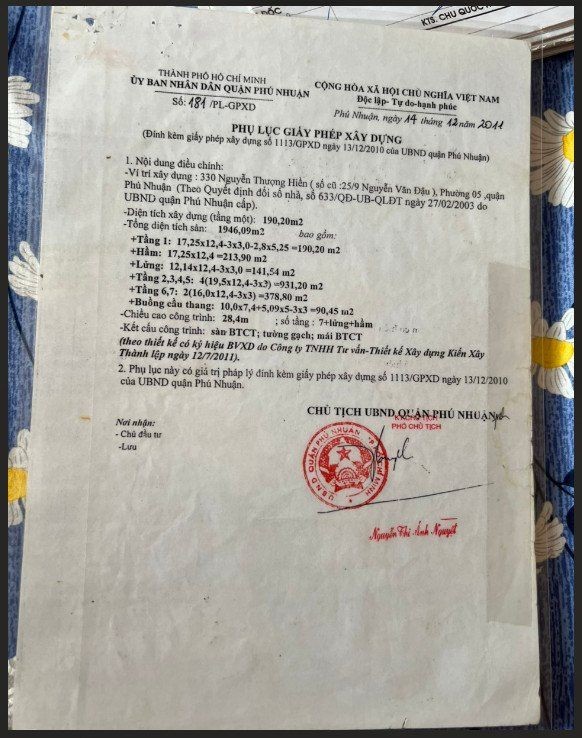 ĐỐC
KTS. CHU QUỐC
THÀNH PHỐ HỒ CHÍ MINH
ỦY BAN NHÂN DÂN QUẬN PHÚ NHUẬN
Số: 181 /PL-GPXD
CỘNG HÒA XÃ HỘI CHỦ NGHĨA VIỆT NAM
Độc lập- Tự do-hạnh phúc
Phú Nhuận, ngày 14 tháng 12 năm 2011
PHỤ LỤC GIẤY PHÉP XÂY DỰNG
(Đính kèm giấy phép xây dựng số 1113/GPXD ngày 13/12/2010 của UBND quận Phú Nhuận)
1. Nội dung điều chỉnh:
-Ví trí xây dựng : 330 Nguyễn Thượng Hiền ( số cũ :25/9 Nguyễn Văn Đậu ), Phường 05 ,quận
Phú Nhuận (Theo Quyết định đổi số nhà, số 633/QĐ-UB-QLĐT ngày 27/02/2003 do
UBND quận Phú Nhuận cấp).
-Diện tích xây dựng (tầng một): 190,20m2
-Tổng diện tích sàn: 1946,09m2 bao gồm:
+Tầng 1: 17,25x12,4-3x3,0-2,8x5,25 =190,20 m2
+Hầm: 17,25x12,4 =213,90 m2
+Lửng: 12,14x12,4-3x3,0 =141,54 m2
+Tầng 2,3,4,5: 4(19,5x12,4-3x3) =931,20 m2
+Tầng 6,7: 2(16,0x12,4-3x3) =378,80 m2
+Buồng cầu thang: 10,0x7,4+5,09x5-3x3 =90,45 m2
-Chiều cao công trình: 28,4m ; số tầng : 7+lửng+hầm
-Kết cấu công trình: sàn BTCT; tường gạch; mái BTCT
(theo thiết kế có ký hiệu BVXD do Công ty TNHH Tư vấn-Thiết kế Xây dựng Kiến Xây
Thành lập ngày 12/7/2011).
2. Phụ lục này có giá trị pháp lý đính kèm giấy phép xây dựng số 1113/GPXD ngày 13/12/2010
của UBND quận Phú Nhuận.
CHỦ TỊCH UBND QUẬN PHÚ NHUẬN
KT.CHỦ TỊCH
PHÓ CHỦ TỊCH
Nơi nhận:
- Chủ đầu tư
-Lưu
UBND QUẬN PHÚ NHUẬN
Nguyễn Thị Ánh Nguyệt